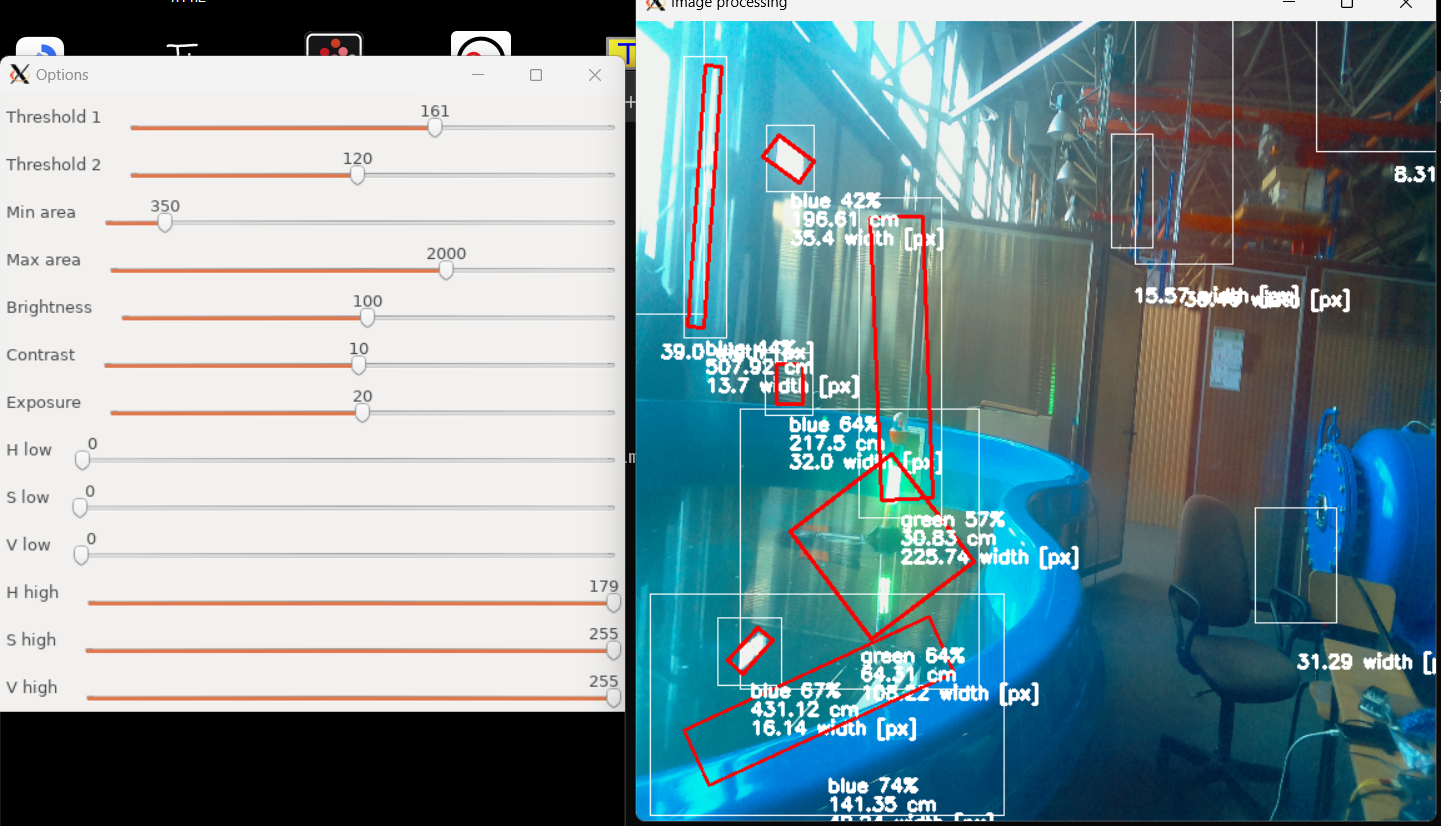 Options
Threshold 1
161
Threshold 2
120
Min area
350
Max area
2000
Brightness
100
Contrast
10
Exposure
20
H low
0
S low
0
V low
0
H high
179
S high
255
V high
255
Image processing
blue 42%
196.61 cm
35.4 width [px]
8.31
15.57 width [px]
width [px]
39.0
blue 44%
507.92 cm
13.7 width [px]
blue 64%
217.5 cm
32.0 width [px]
green 57%
30.83 cm
225.74 width [px]
green 64%
64.31 cm
108.22 width [px]
31.29 width [
blue 67%
431.12 cm
16.14 width [px]
blue 74%
141.35 cm